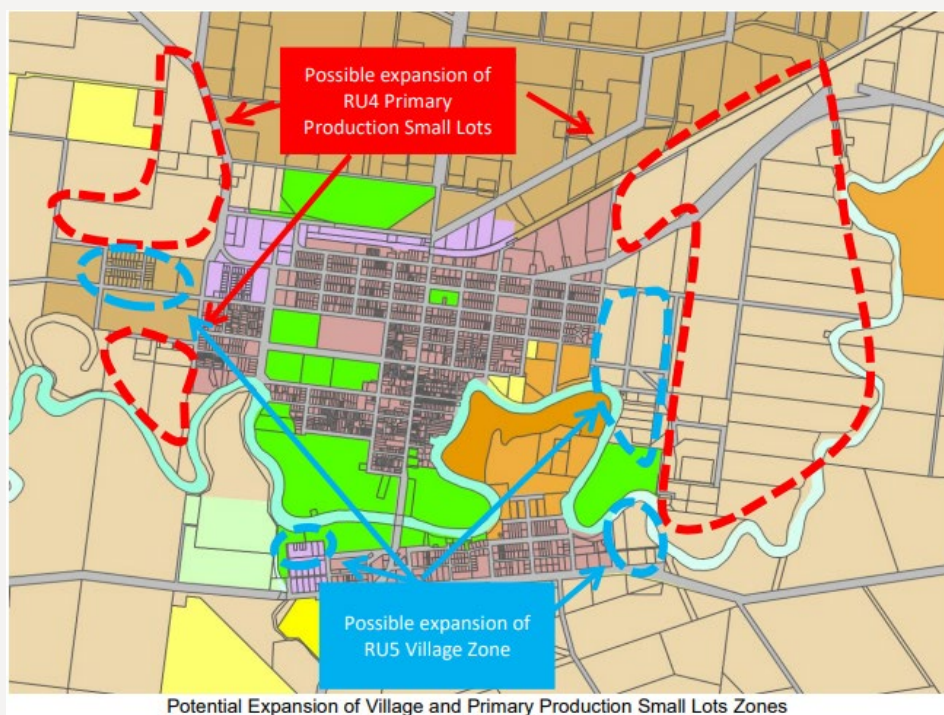 Possible expansion of
RU4 Primary
Production Small Lots
Possible expansion of
RU5 Village Zone
Potential Expansion of Village and Primary Production Small Lots Zones